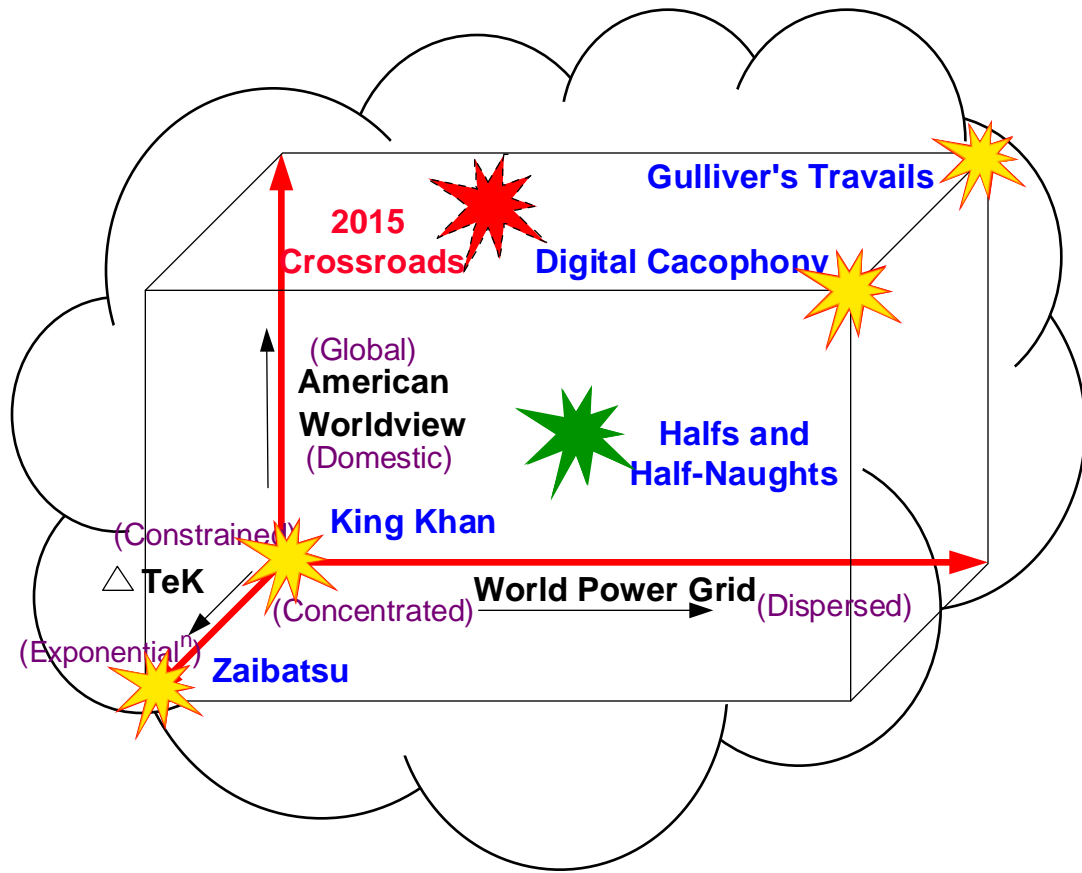 Gulliver's Travails
2015
Crossroads
Digital Cacophony
(Global)
American
Worldview
(Domestic)
Halfs and
Half-Naughts
King Khan
(Constrained)
△ TeK
World Power Grid
(Concentrated)
(Dispersed)
(Exponentialⁿ)
Zaibatsu